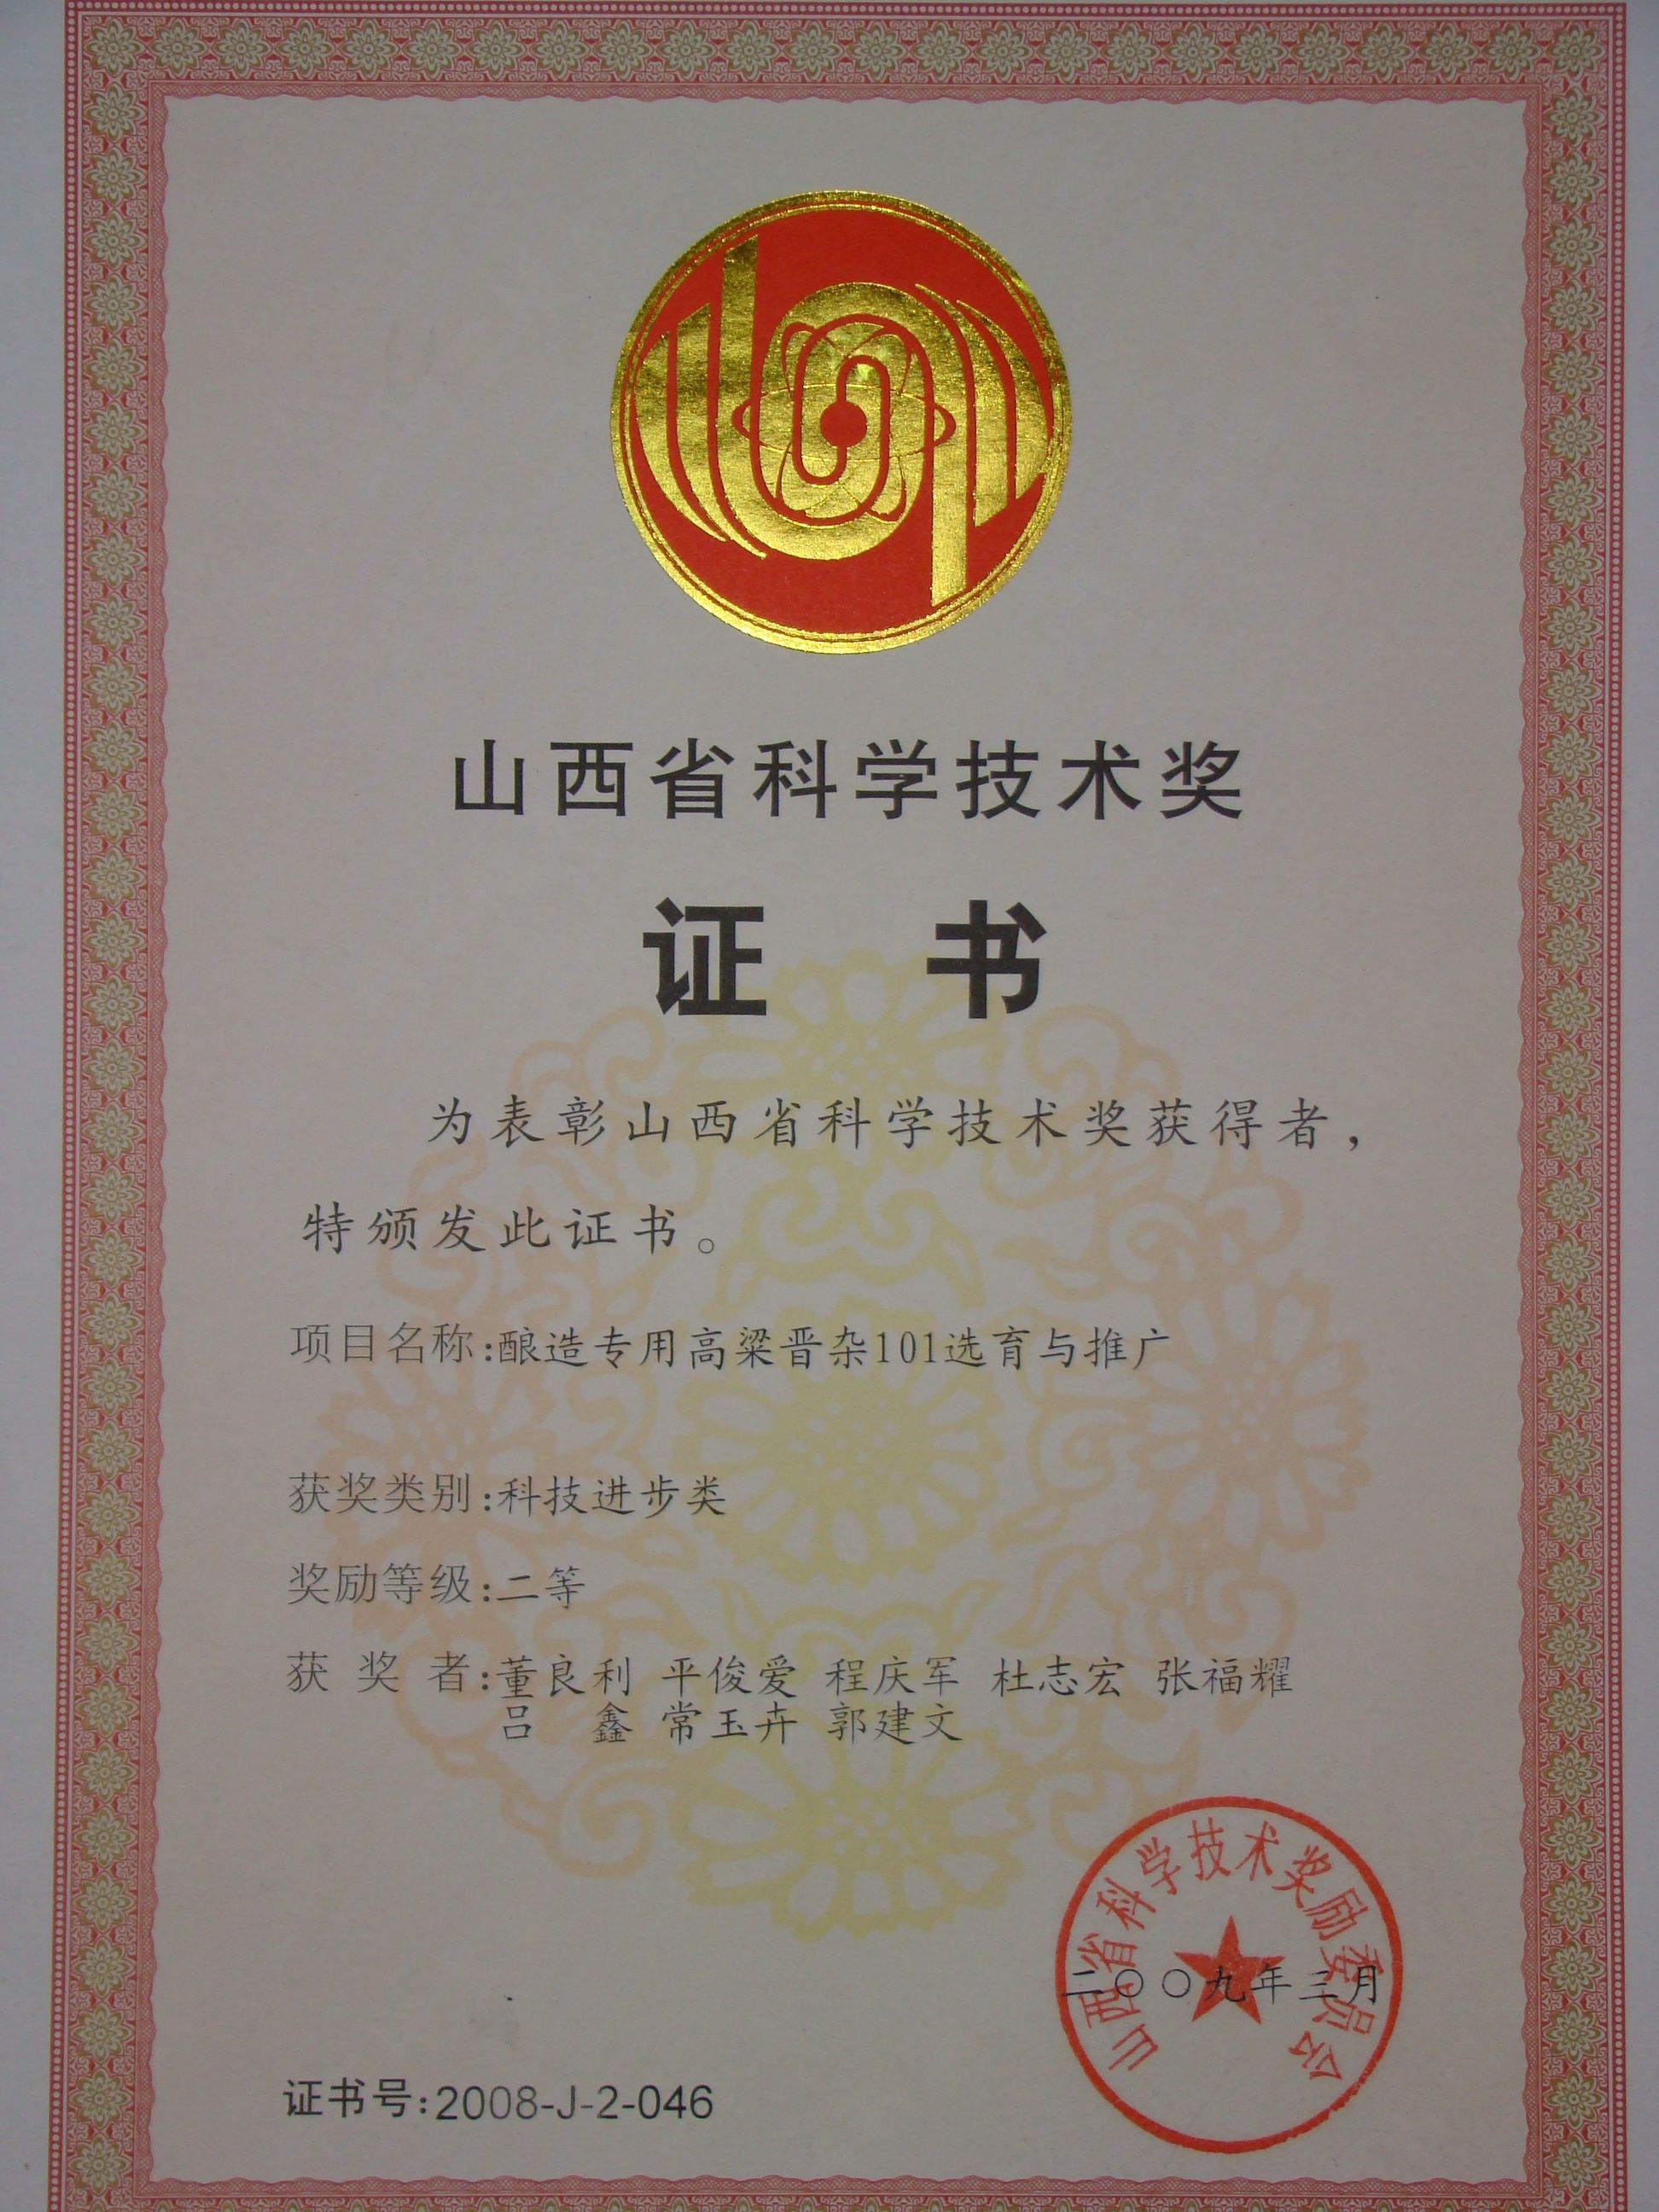 山西省科学技术奖
证 书
为表彰山西省科学技术奖获得者，
特颁发此证书。
项目名称:酿造专用高粱晋杂101选育与推广
获奖类别:科技进步类
奖励等级:二等
获 奖 者:董良利 平俊爱 程庆军 杜志宏 张福耀
吕 鑫 常玉卉 郭建文
山西省科学技术奖励委员会
二〇〇九年三月
证书号:2008-J-2-046